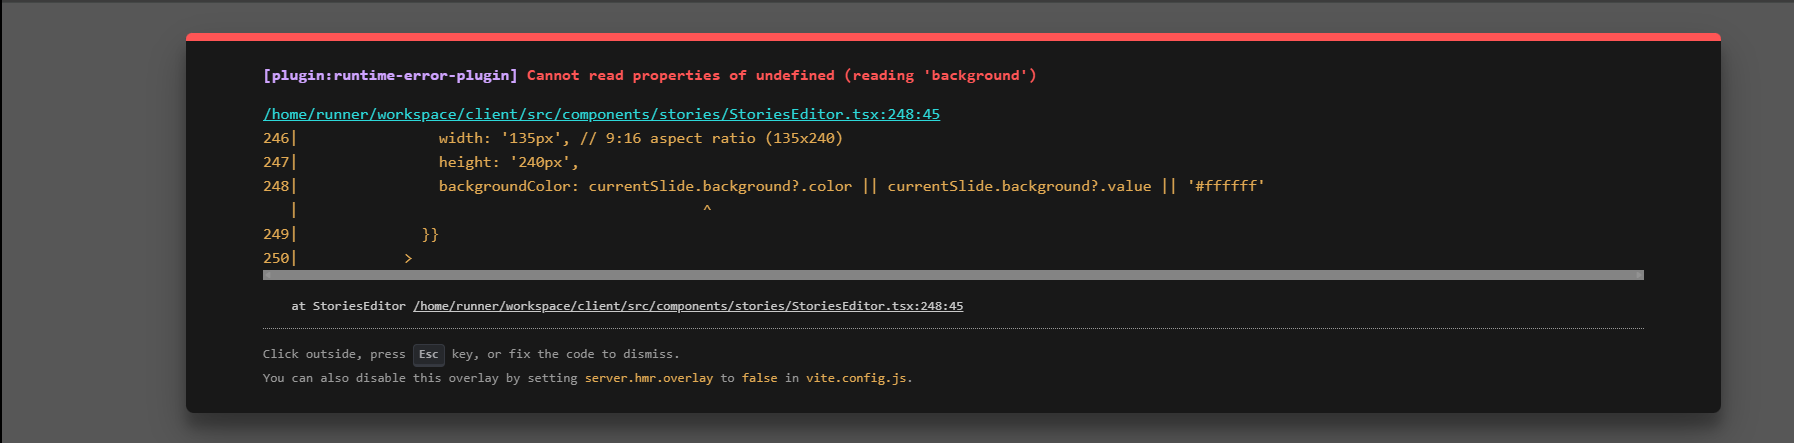 [plugin:runtime-error-plugin] Cannot read properties of undefined (reading 'background')
/home/runner/workspace/client/src/components/stories/StoriesEditor.tsx:248:45
246|                width: '135px', // 9:16 aspect ratio (135x240)
247|                height: '240px',
248|                backgroundColor: currentSlide.background?.color || currentSlide.background?.value || '#ffffff'
   |                                              ^
249|              }}
250|            >
at StoriesEditor /home/runner/workspace/client/src/components/stories/StoriesEditor.tsx:248:45
Click outside, press Esc key, or fix the code to dismiss.
You can also disable this overlay by setting server.hmr.overlay to false in vite.config.js.